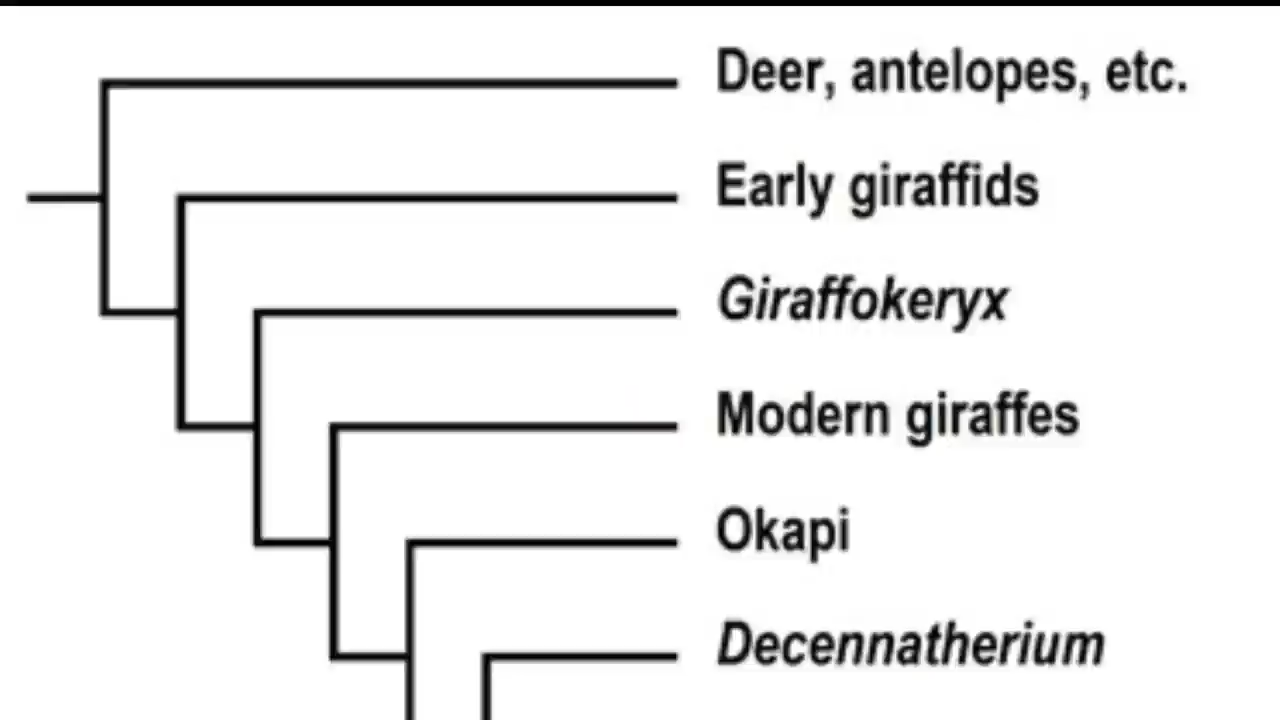 Deer, antelopes, etc.
Early giraffids
Giraffokeryx
Modern giraffes
Okapi
Decennatherium